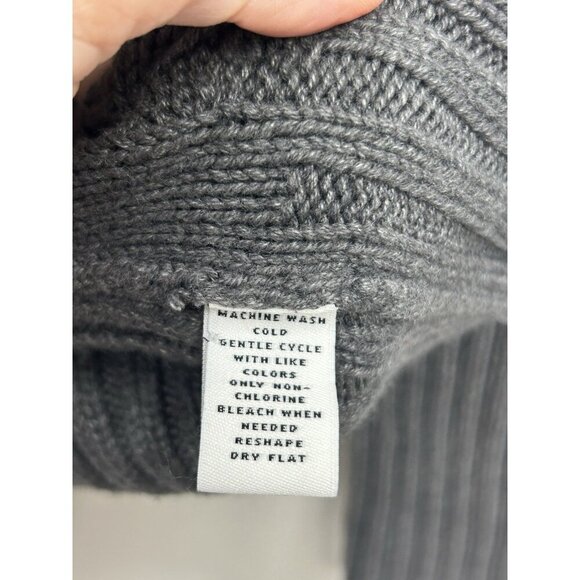 MACHINE WASH
COLD
GENTLE CYCLE
WITH LIKE
COLORS
ONLY NON-
CHLORINE
BLEACH WHEN
NEEDED
RESHAPE
DRY FLAT